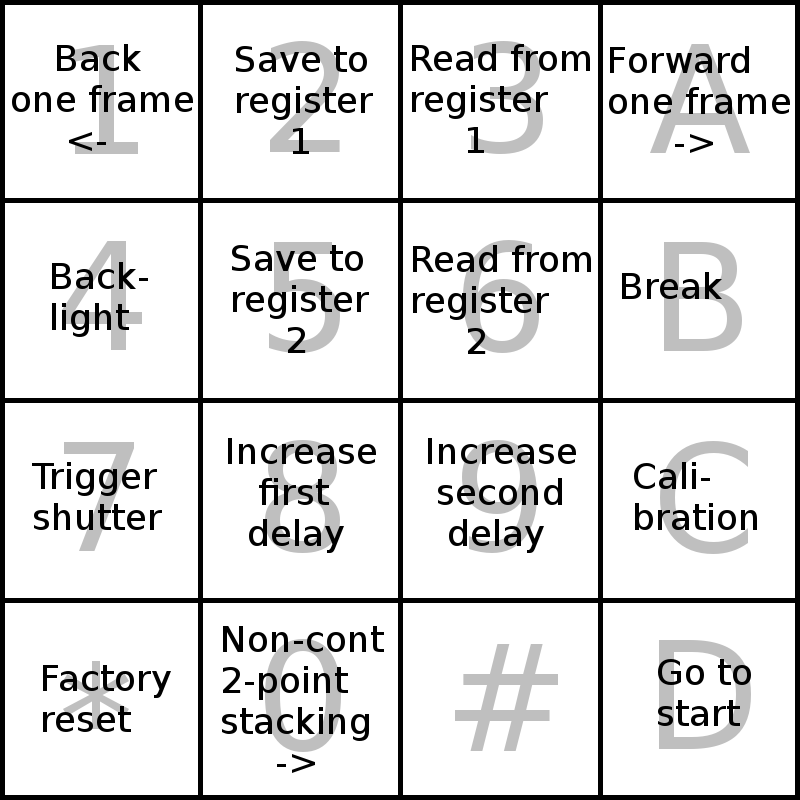 1
Back
one frame
<-
2
Save to
register
1
3
Read from
register
1
A
Forward
one frame
->
4
Back-
light
5
Save to
register
2
6
Read from
register
2
B
Break
7
Trigger
shutter
8
Increase
first
delay
9
Increase
second
delay
C
Cali-
bration
*
Factory
reset
0
Non-cont
2-point
stacking
->
#
D
Go to
start